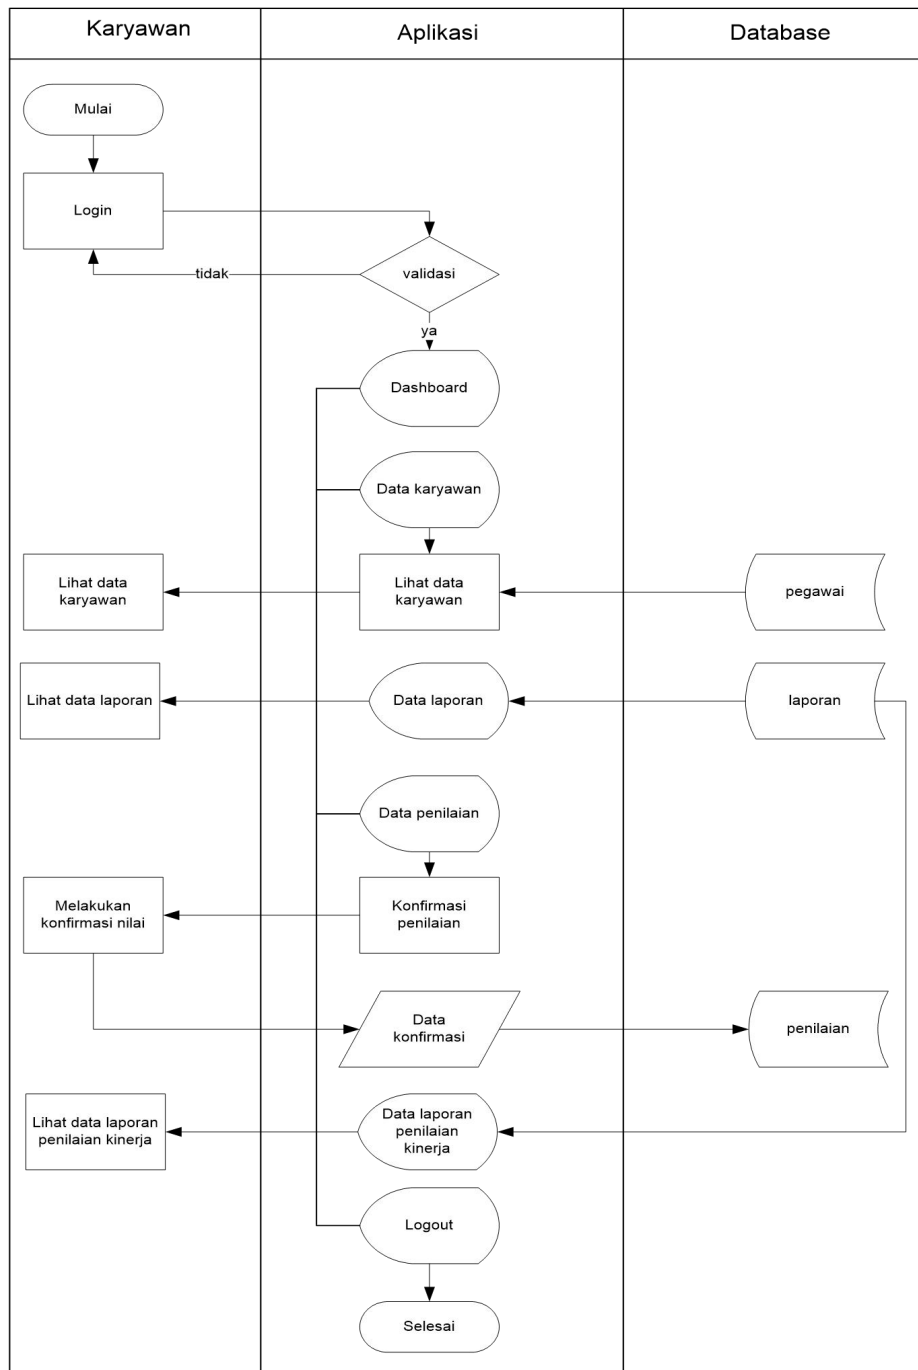 Karyawan
Aplikasi
Database
Mulai
Login
validasi
tidak
ya
Dashboard
Data karyawan
Lihat data
karyawan
Lihat data
karyawan
pegawai
Lihat data laporan
Data laporan
laporan
Data penilaian
Melakukan
konfirmasi nilai
Konfirmasi
penilaian
Data
konfirmasi
penilaian
Lihat data laporan
penilaian kinerja
Data laporan
penilaian
kinerja
Logout
Selesai